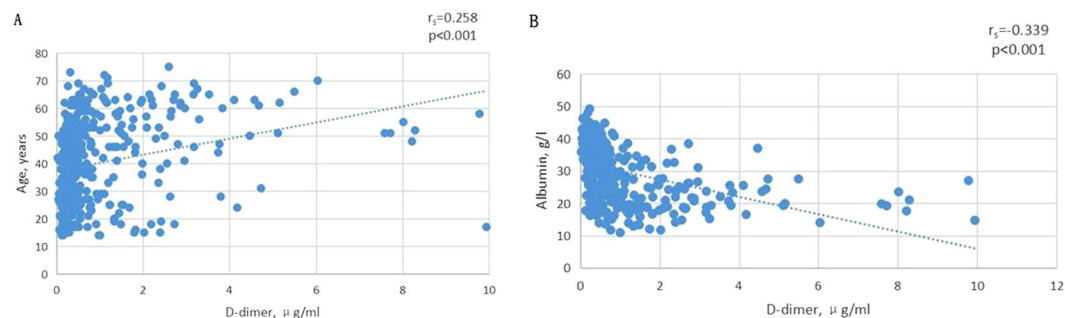 A
rs=0.258
p<0.001
80
70
60
50
40
30
20
10
0
Age, years
0 2 4 6 8 10
D-dimer, μg/ml
B
rs=-0.339
p<0.001
60
50
40
30
20
10
0
Albumin, g/l
0 2 4 6 8 10 12
D-dimer, μg/ml